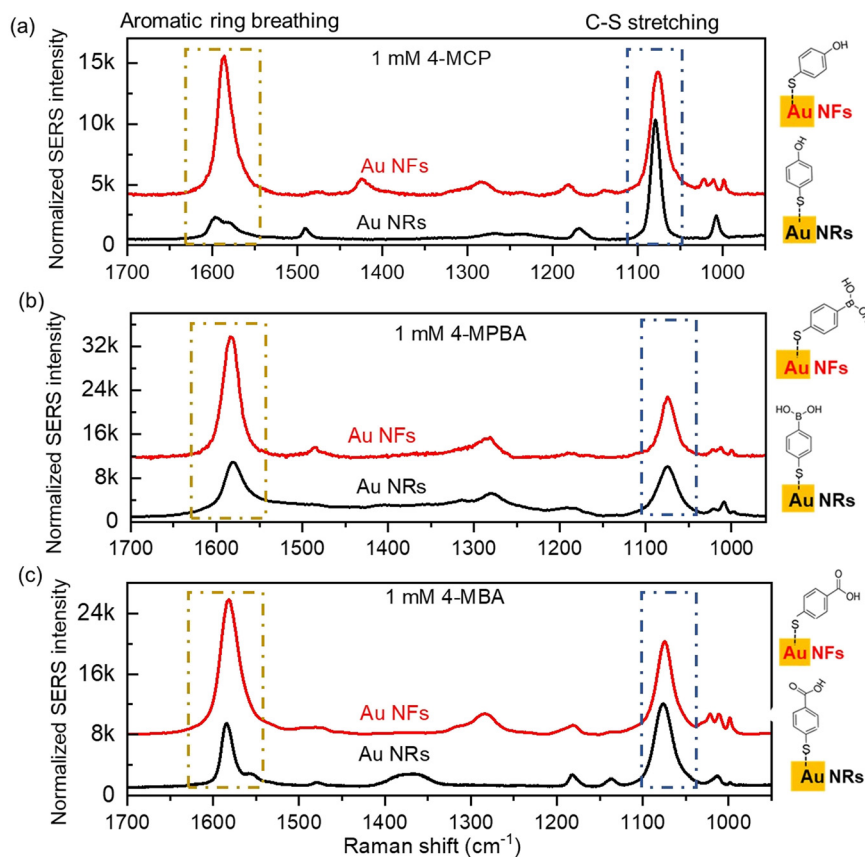 Aromatic ring breathing
C-S stretching
(a)
1 mM 4-MCP
Normalized SERS intensity
15k
10k
5k
0
Au NFs
Au NRs
1700 1600 1500 1400 1300 1200 1100 1000
OH
S
Au NFs
OH
S
Au NRs
(b)
1 mM 4-MPBA
Normalized SERS intensity
32k
24k
16k
8k
0
Au NFs
Au NRs
1700 1600 1500 1400 1300 1200 1100 1000
HO
B
S
Au NFs
HO B OH
S
Au NRs
(c)
1 mM 4-MBA
Normalized SERS intensity
24k
16k
8k
0
Au NFs
Au NRs
1700 1600 1500 1400 1300 1200 1100 1000
Raman shift (cm⁻¹)
O
OH
S
Au NFs
O
OH
S
Au NRs